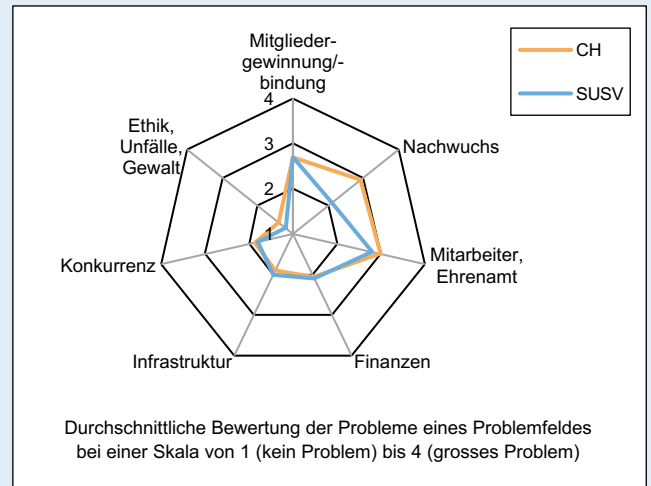 Mitglieder-
gewinnung/-
bindung
CH
SUSV
4
Ethik,
Unfälle,
Gewalt
3
Nachwuchs
2
1
Konkurrenz
Mitarbeiter,
Ehrenamt
Infrastruktur
Finanzen
Durchschnittliche Bewertung der Probleme eines Problemfeldes
bei einer Skala von 1 (kein Problem) bis 4 (grosses Problem)